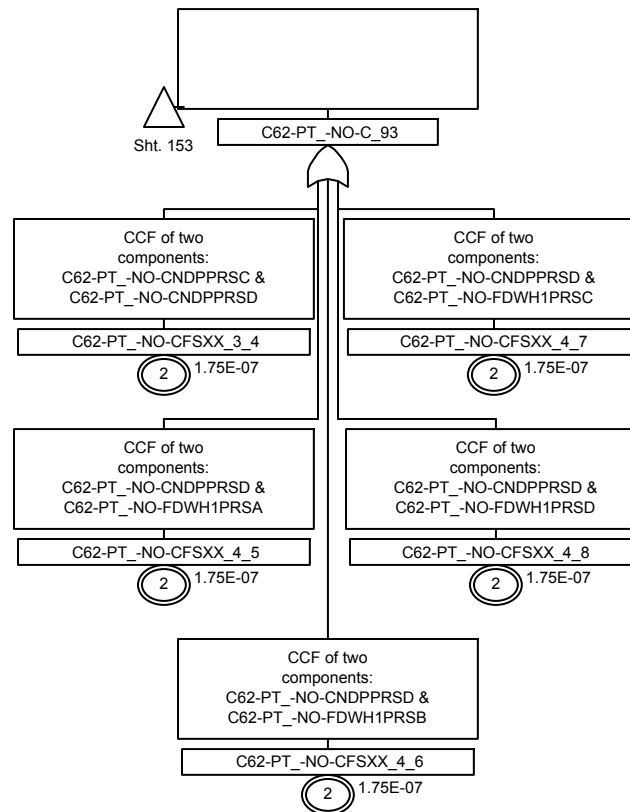 Sht. 153
C62-PT_-NO-C_93
CCF of two
components:
C62-PT_-NO-CNDPPRSC &
C62-PT_-NO-CNDPPRSD
C62-PT_-NO-CFSXX_3_4
2
1.75E-07
CCF of two
components:
C62-PT_-NO-CNDPPRSD &
C62-PT_-NO-FDWH1PRSC
C62-PT_-NO-CFSXX_4_7
2
1.75E-07
CCF of two
components:
C62-PT_-NO-CNDPPRSD &
C62-PT_-NO-FDWH1PRSA
C62-PT_-NO-CFSXX_4_5
2
1.75E-07
CCF of two
components:
C62-PT_-NO-CNDPPRSD &
C62-PT_-NO-FDWH1PRSD
C62-PT_-NO-CFSXX_4_8
2
1.75E-07
CCF of two
components:
C62-PT_-NO-CNDPPRSD &
C62-PT_-NO-FDWH1PRSB
C62-PT_-NO-CFSXX_4_6
2
1.75E-07